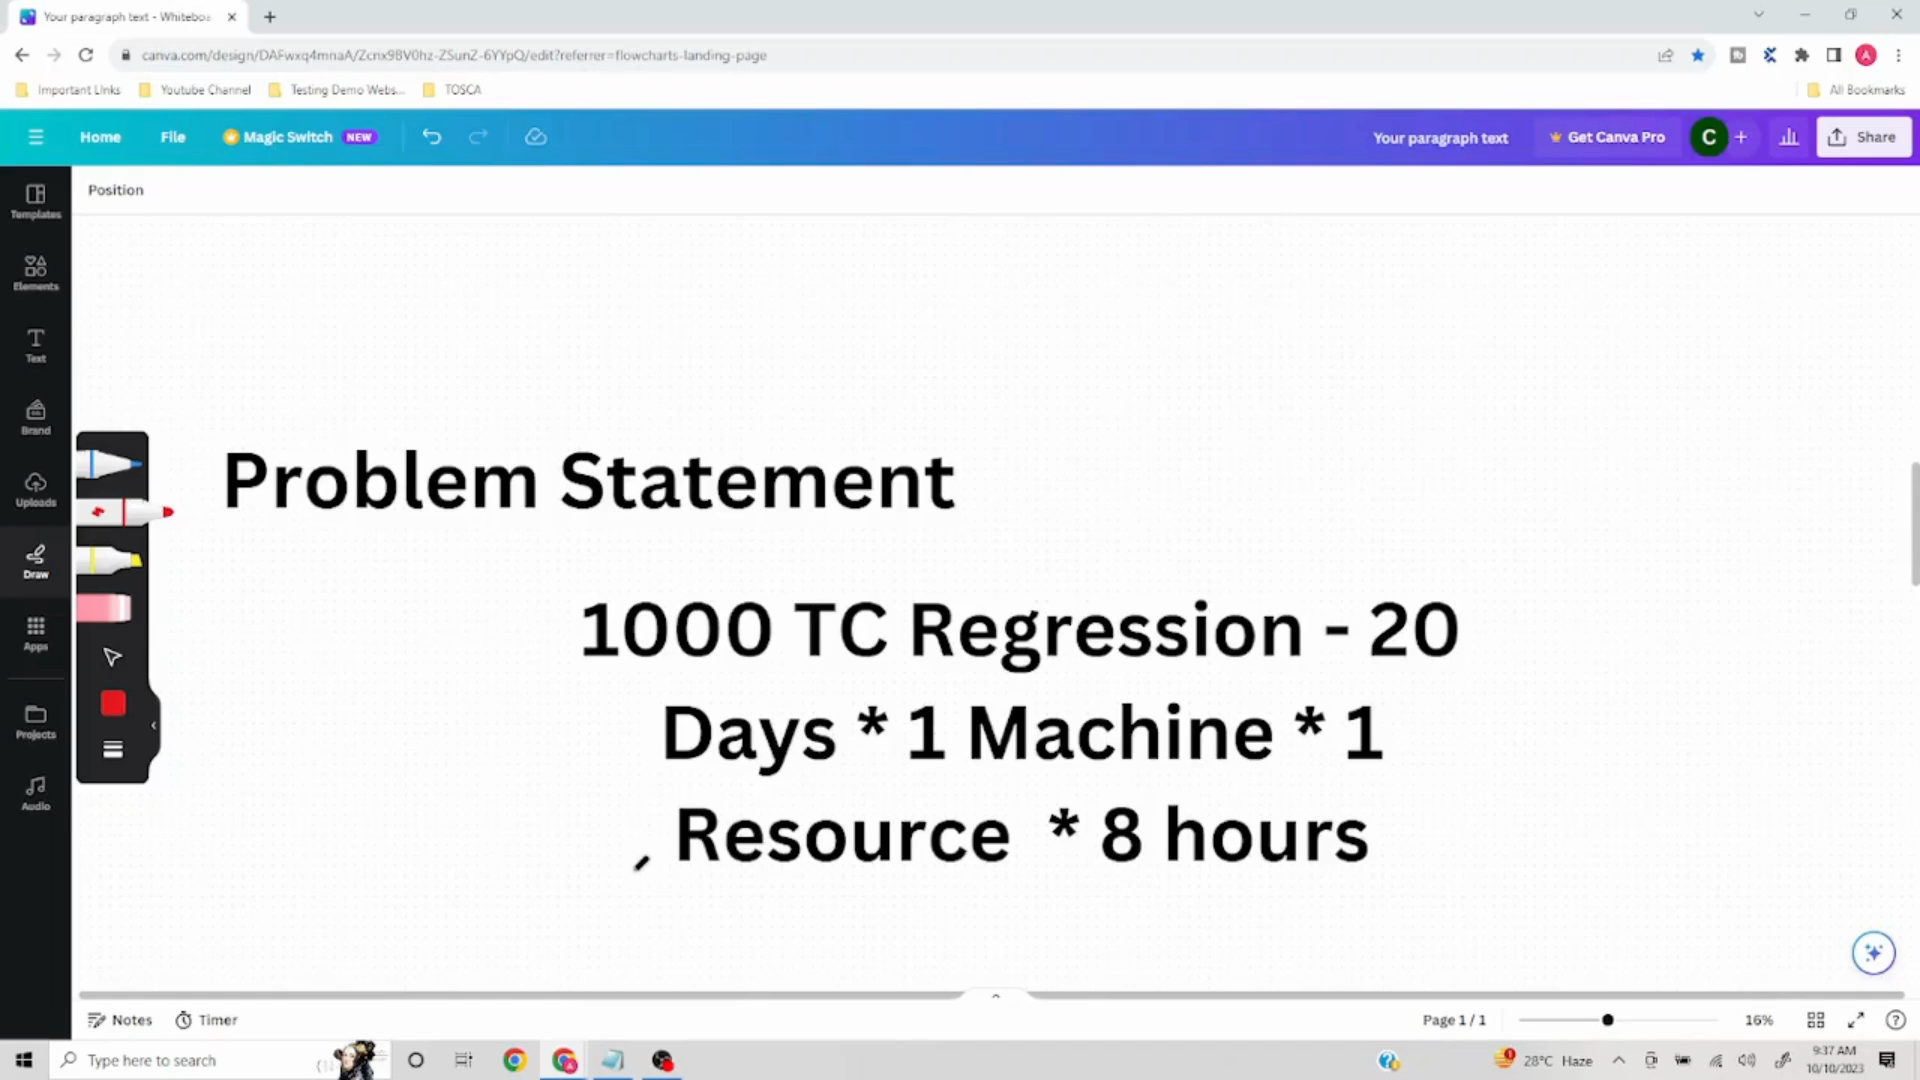 Your paragraph text - Whiteboa
canva.com/design/DAFwxq4mnaA/Zcnx9BV0hz-ZSunZ-6YYpQ/edit?referrer=flowcharts-landing-page
Important Links Youtube Channel Testing Demo Webs... TOSCA All Bookmarks
Home File Magic Switch NEW Your paragraph text Get Canva Pro C + Share
Position
Templates
Elements
Text
Brand
Uploads
Draw
Apps
Projects
Audio
Problem Statement
1000 TC Regression - 20
Days * 1 Machine * 1
Resource * 8 hours
Notes Timer Page 1 / 1 16%
Type here to search 28°C Haze 9:37 AM
10/10/2023